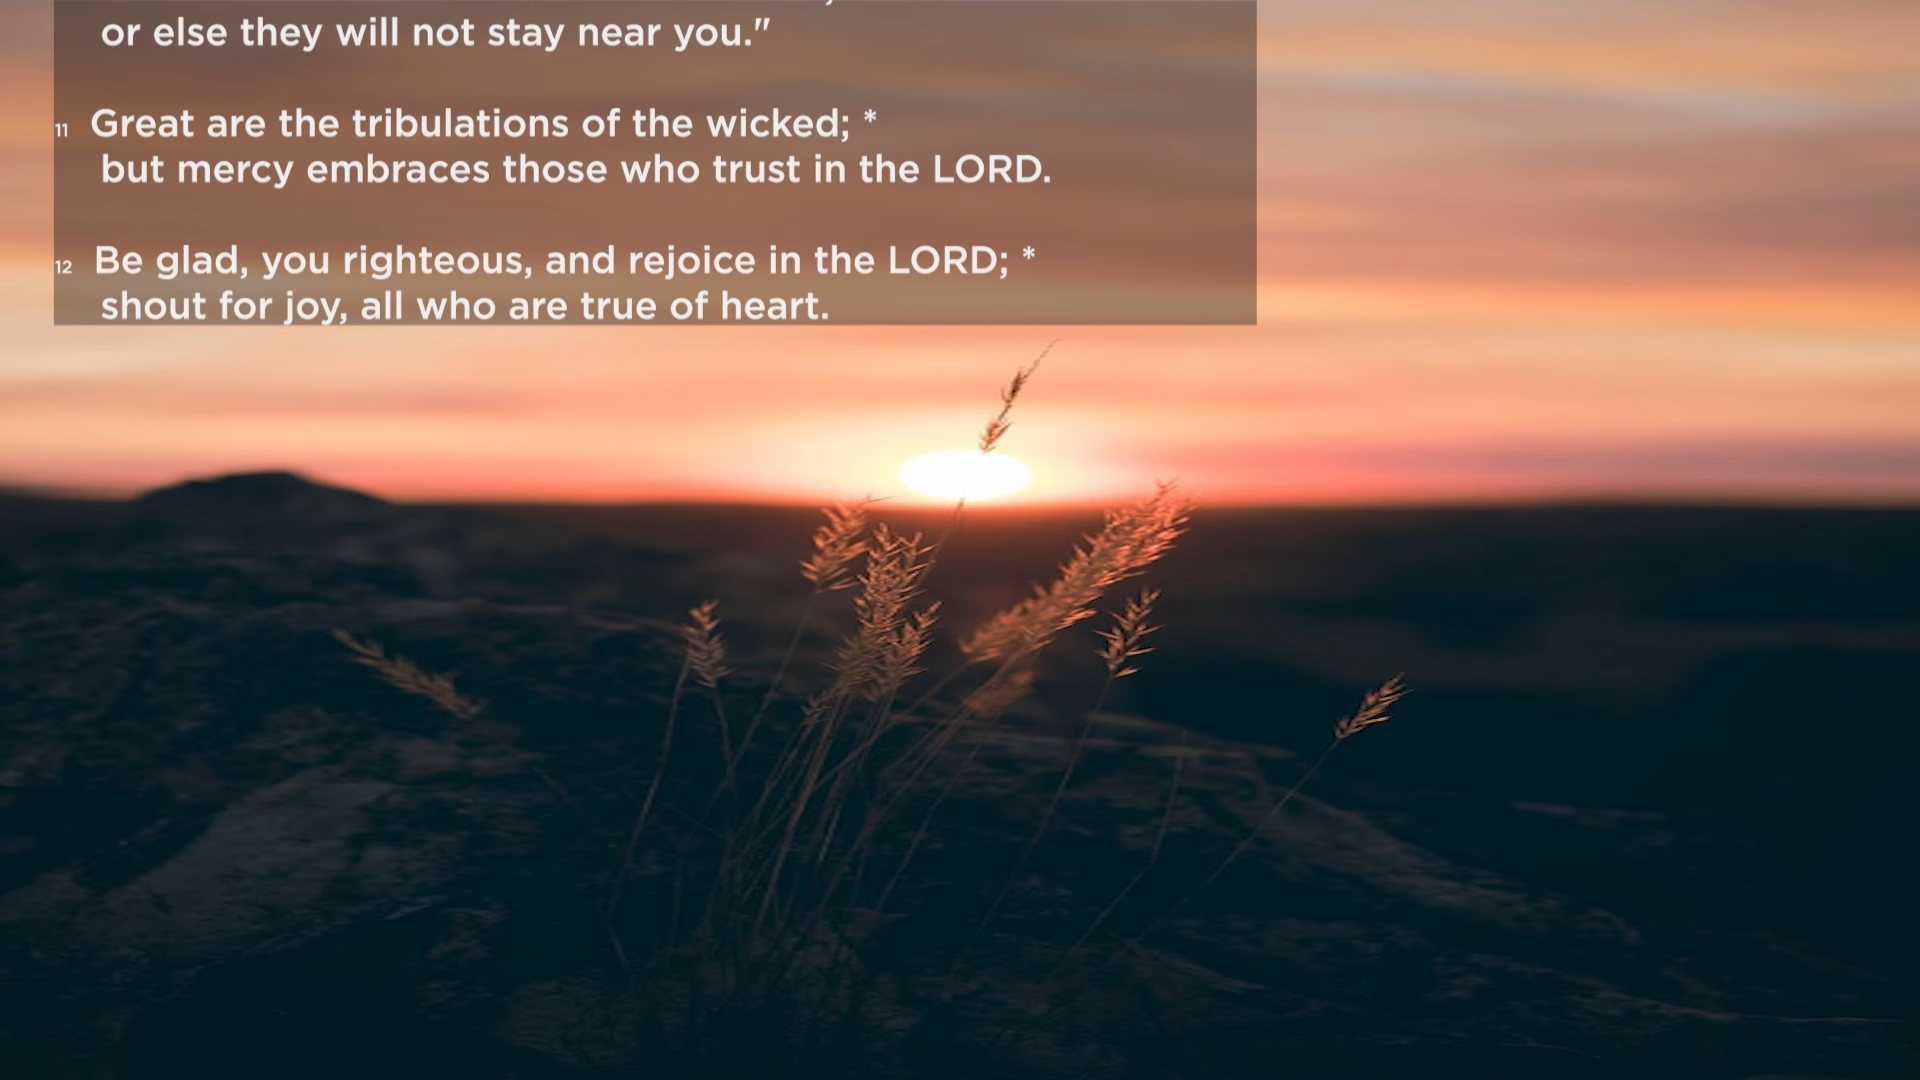 or else they will not stay near you."
11 Great are the tribulations of the wicked; *
but mercy embraces those who trust in the LORD.
12 Be glad, you righteous, and rejoice in the LORD; *
shout for joy, all who are true of heart.